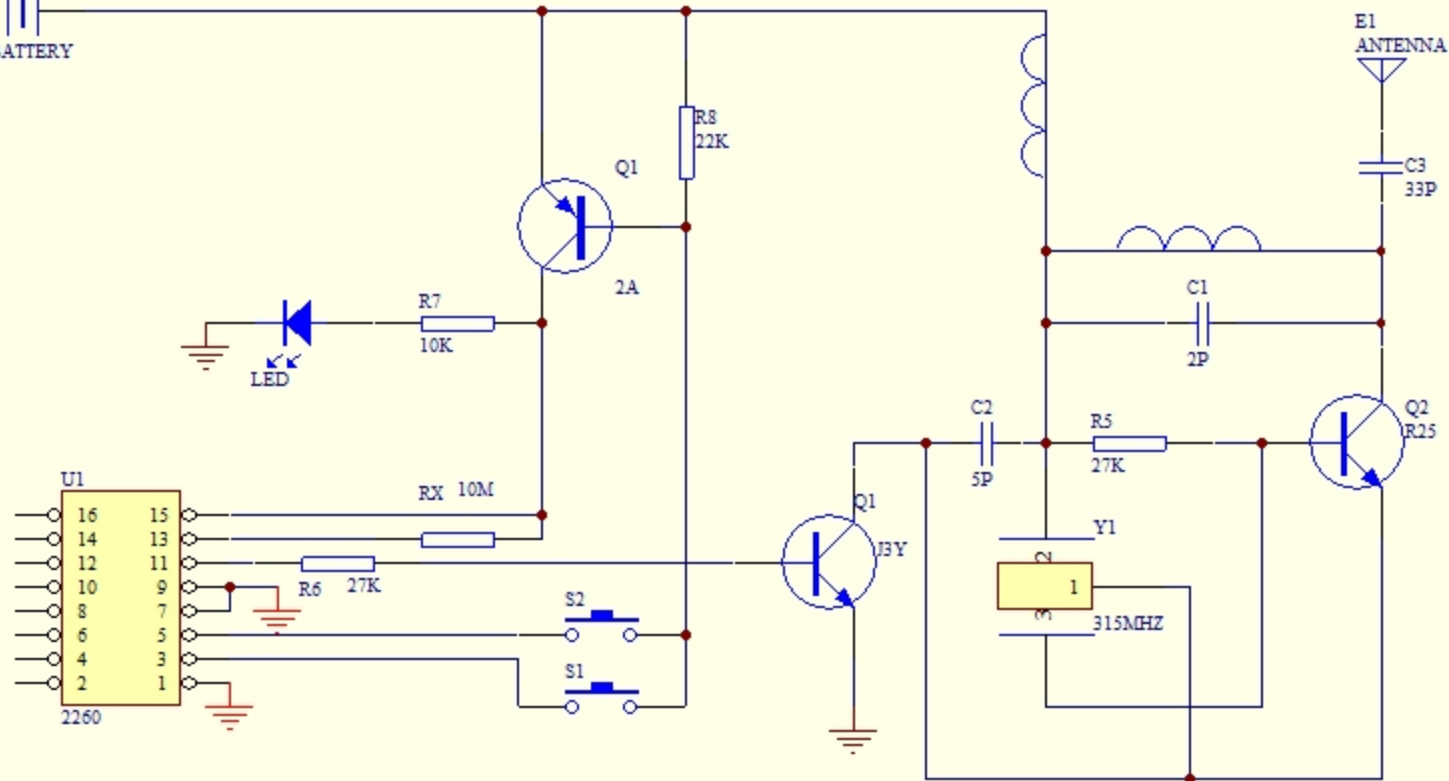 ATTERY
E1
ANTENNA
R8
22K
C3
33P
Q1
2A
C1
2P
R7
10K
LED
C2
5P
R5
27K
Q2
R25
U1
RX 10M
16 15
14 13
12 11
10 9
8 7
6 5
4 3
2 1
2260
R6 27K
Q1
J3Y
S2
S1
Y1
2
1
3
315MHZ